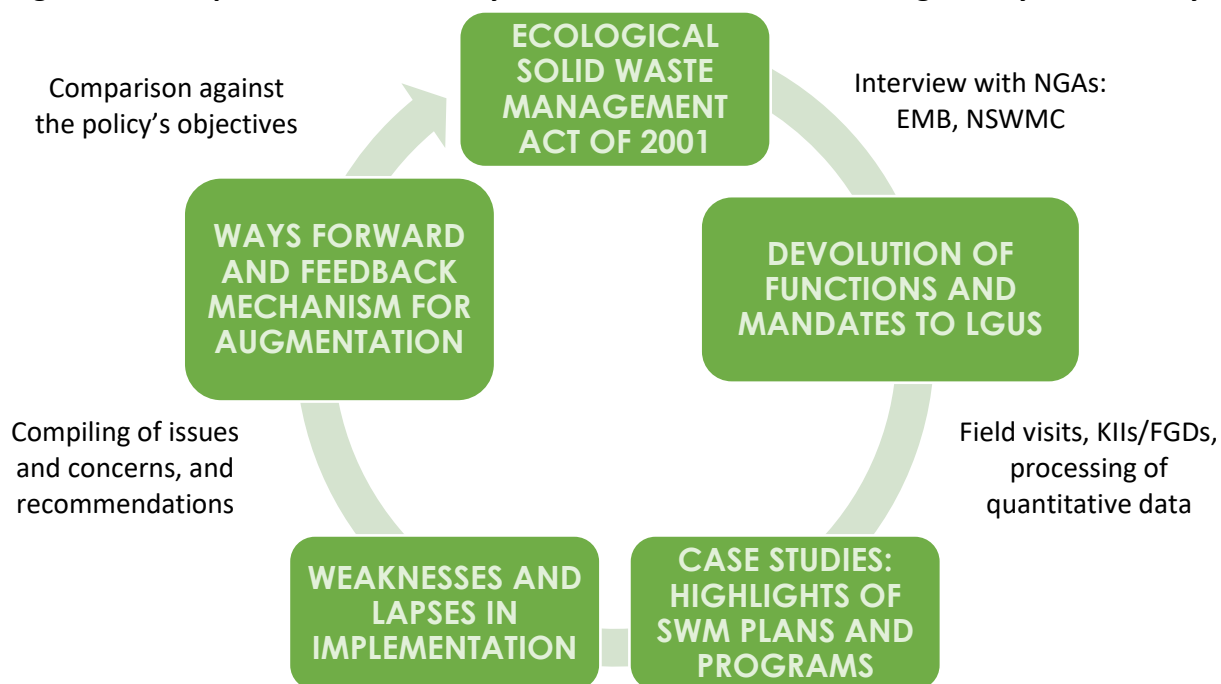 ECOLOGICAL
SOLID WASTE
MANAGEMENT
ACT OF 2001
Interview with NGAs:
EMB, NSWMC
DEVOLUTION OF
FUNCTIONS AND
MANDATES TO LGUS
Field visits, KIIs/FGDs,
processing of
quantitative data
CASE STUDIES:
HIGHLIGHTS OF
SWM PLANS AND
PROGRAMS
WEAKNESSES AND
LAPSES IN
IMPLEMENTATION
Compiling of issues
and concerns, and
recommendations
WAYS FORWARD
AND FEEDBACK
MECHANISM FOR
AUGMENTATION
Comparison against
the policy's objectives